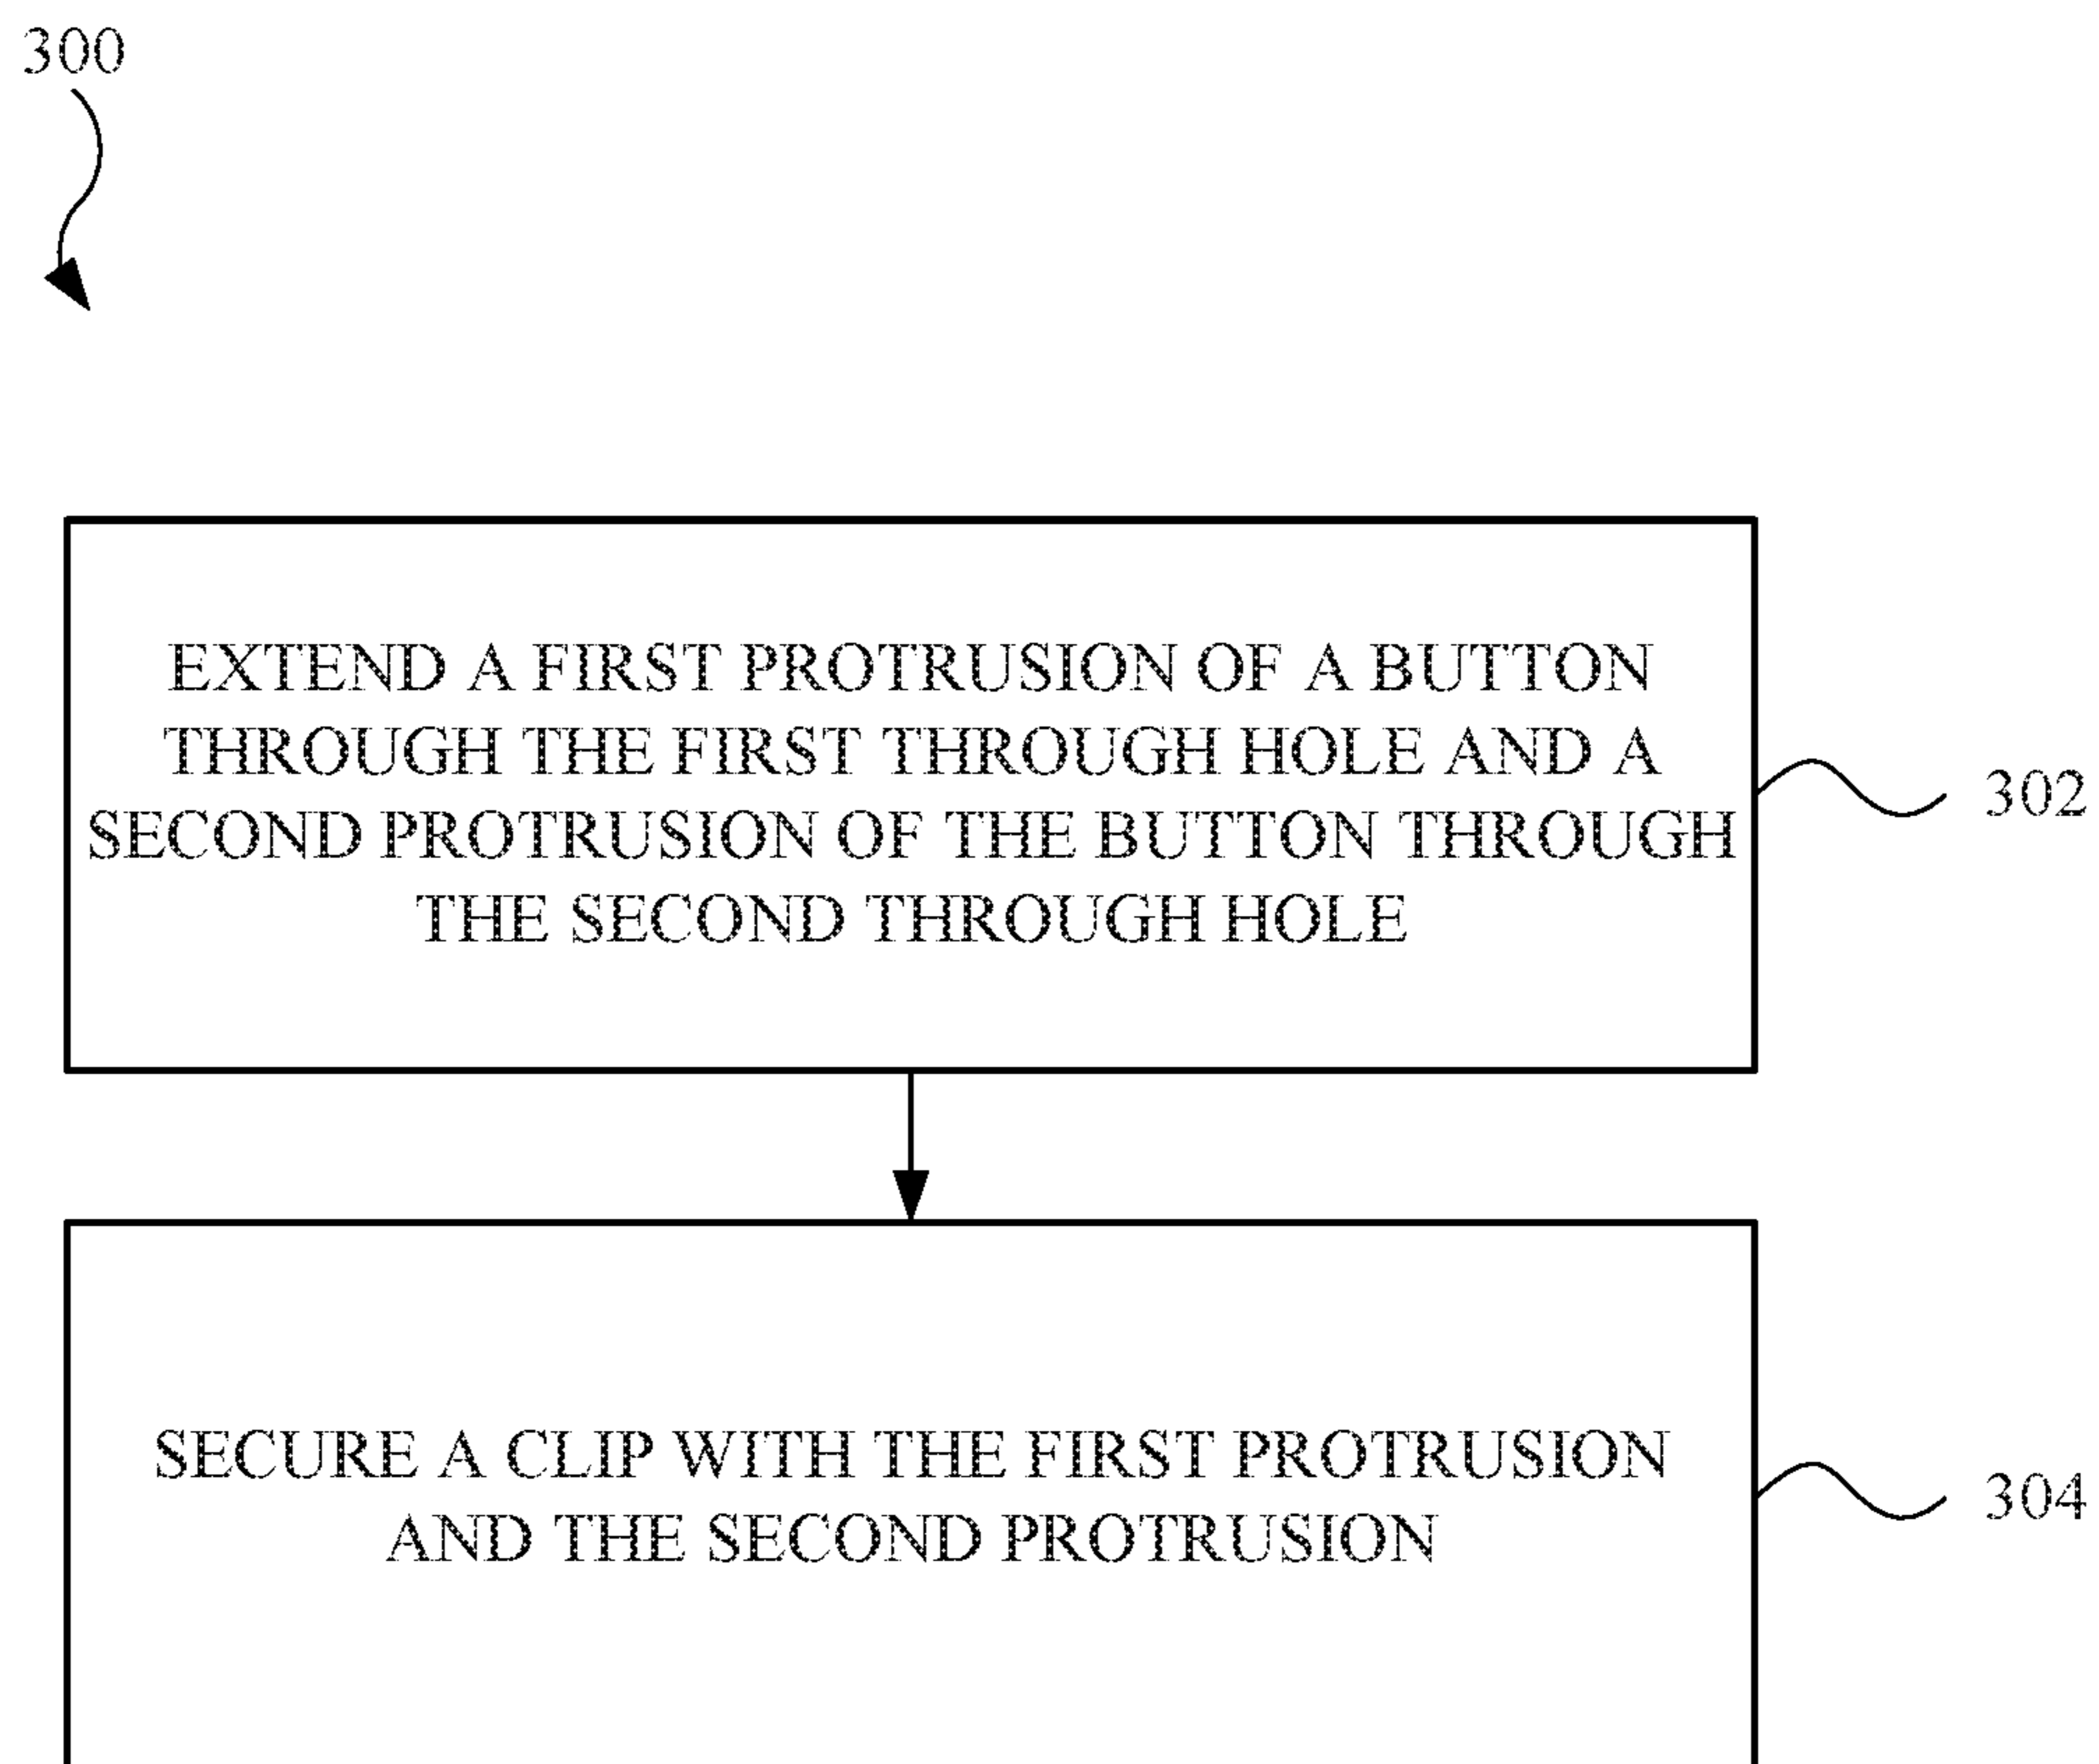 300
EXTEND A FIRST PROTRUSION OF A BUTTON
THROUGH THE FIRST THROUGH HOLE AND A
SECOND PROTRUSION OF THE BUTTON THROUGH
THE SECOND THROUGH HOLE
302
SECURE A CLIP WITH THE FIRST PROTRUSION
AND THE SECOND PROTRUSION
304